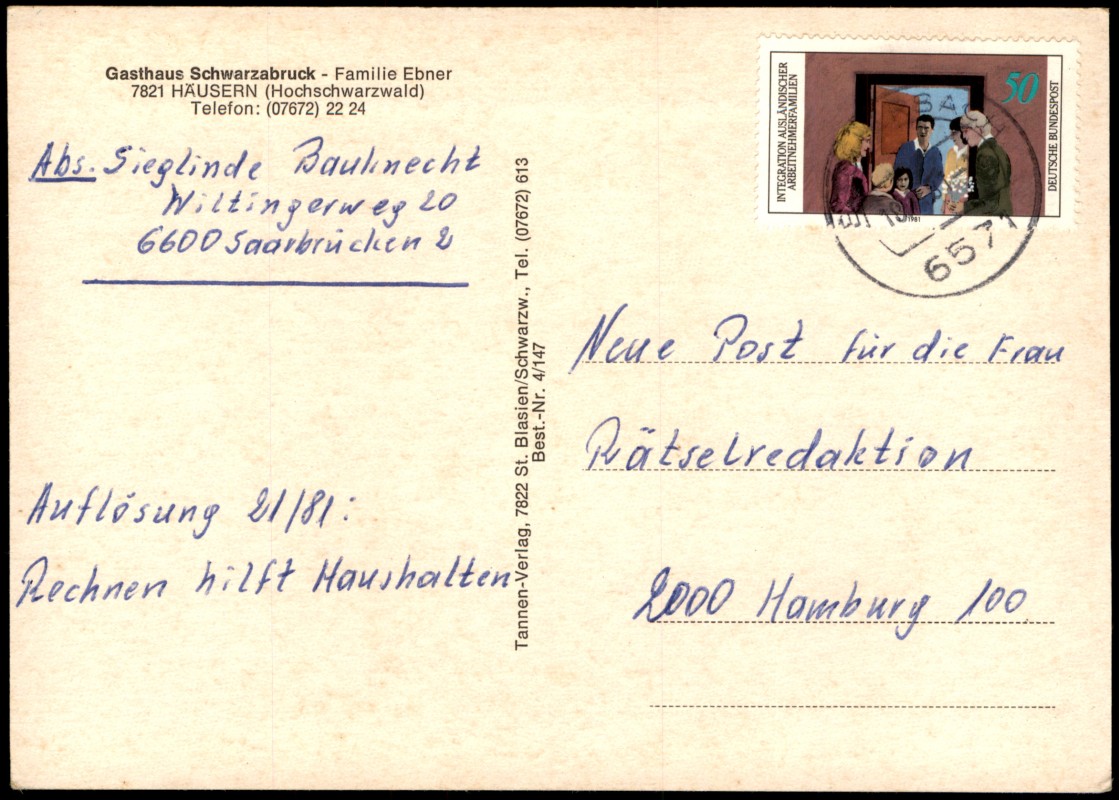 Gasthaus Schwarzabruck - Familie Ebner
7821 HÄUSERN (Hochschwarzwald)
Telefon: (07672) 22 24
Abs. Sieglinde Bauknecht
Wiltingerweg 20
6600 Saarbrücken 2
Auflösung 21/81:
Rechnen hilft Haushalten
Tannen-Verlag, 7822 St. Blasien/Schwarzw., Tel. (07672) 613
Best.-Nr. 4/147
INTEGRATION AUSLÄNDISCHER
ARBEITNEHMERFAMILIEN
50
DEUTSCHE BUNDESPOST
1981
6571
Neue Post für die Frau
Rätselredaktion
2000 Hamburg 100